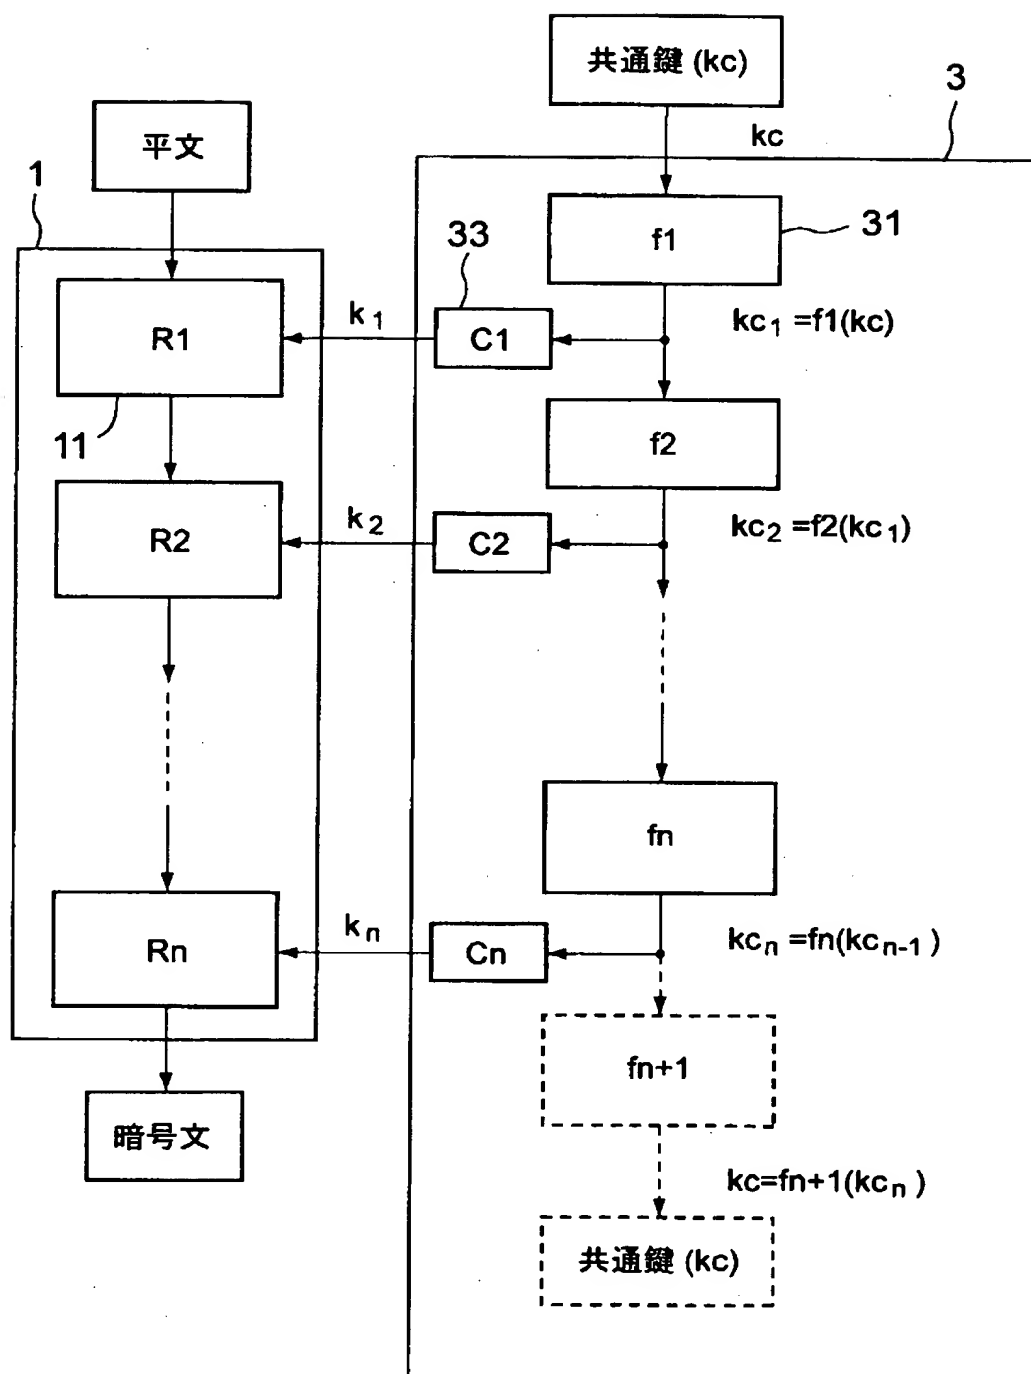 共通鍵 (kc)
3
kc
平文
1
f1
31
33
k1
C1
kc1 =f1(kc)
R1
11
f2
k2
C2
kc2 =f2(kc1)
R2
fn
kn
Cn
kcn =fn(kcn-1 )
Rn
fn+1
暗号文
kc=fn+1(kcn )
共通鍵 (kc)